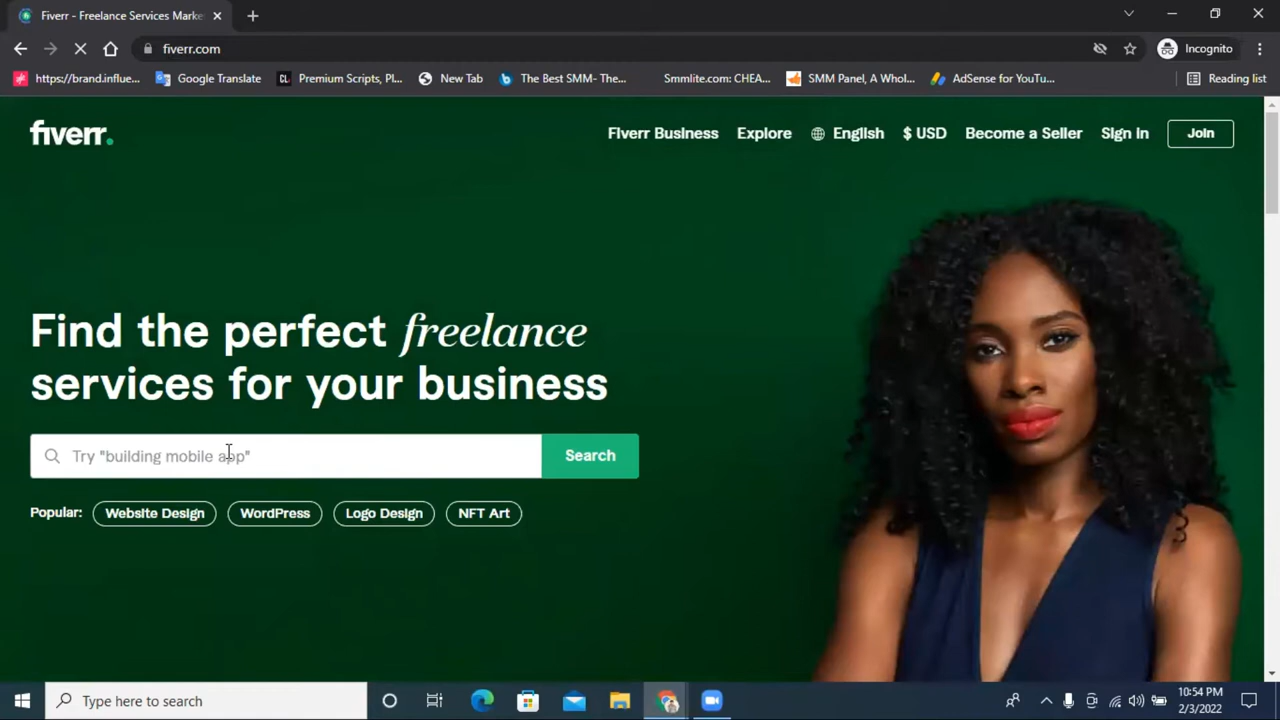 Fiverr - Freelance Services Marke
fiverr.com
Incognito
https://brand.influe...
Google Translate
Premium Scripts, Pl...
New Tab
The Best SMM- The...
Smmlite.com: CHEA...
SMM Panel, A Whol...
AdSense for YouTu...
Reading list
fiverr.
Fiverr Business
Explore
English
$ USD
Become a Seller
Sign in
Join
Find the perfect freelance
services for your business
Try "building mobile app"
Search
Popular:
Website Design
WordPress
Logo Design
NFT Art
Type here to search
10:54 PM
2/3/2022